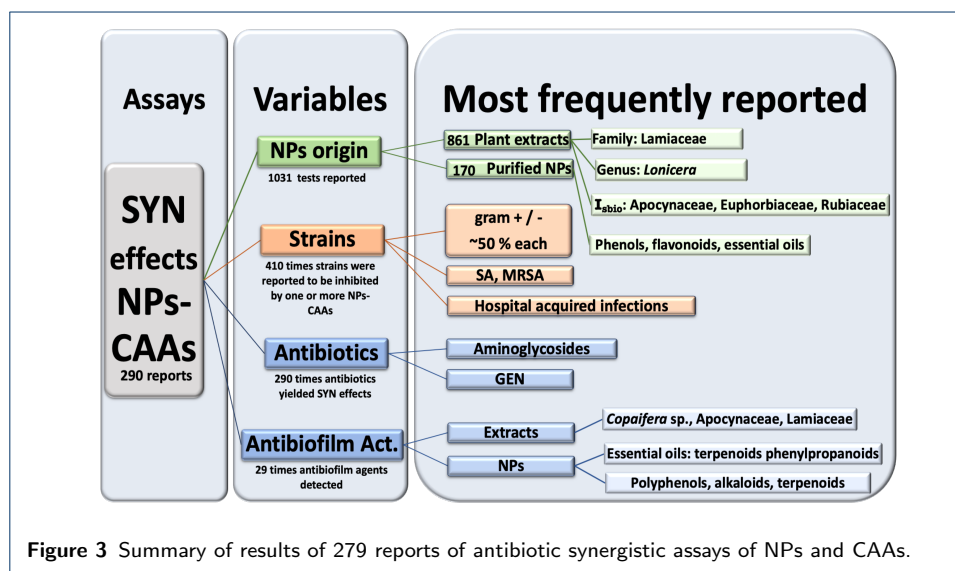 Assays
Variables
Most frequently reported
SYN
effects
NPs-
CAAs
290 reports
NPs origin
1031 tests reported
861 Plant extracts
170 Purified NPs
Family: Lamiaceae
Genus: Lonicera
Isbio: Apocynaceae, Euphorbiaceae, Rubiaceae
Phenols, flavonoids, essential oils
Strains
410 times strains were
reported to be inhibited
by one or more NPs-
CAAs
gram + / -
~50 % each
SA, MRSA
Hospital acquired infections
Antibiotics
290 times antibiotics
yielded SYN effects
Aminoglycosides
GEN
Antibiofilm Act.
29 times antibiofilm agents
detected
Extracts
NPs
Copaifera sp., Apocynaceae, Lamiaceae
Essential oils: terpenoids phenylpropanoids
Polyphenols, alkaloids, terpenoids
Figure 3 Summary of results of 279 reports of antibiotic synergistic assays of NPs and CAAs.